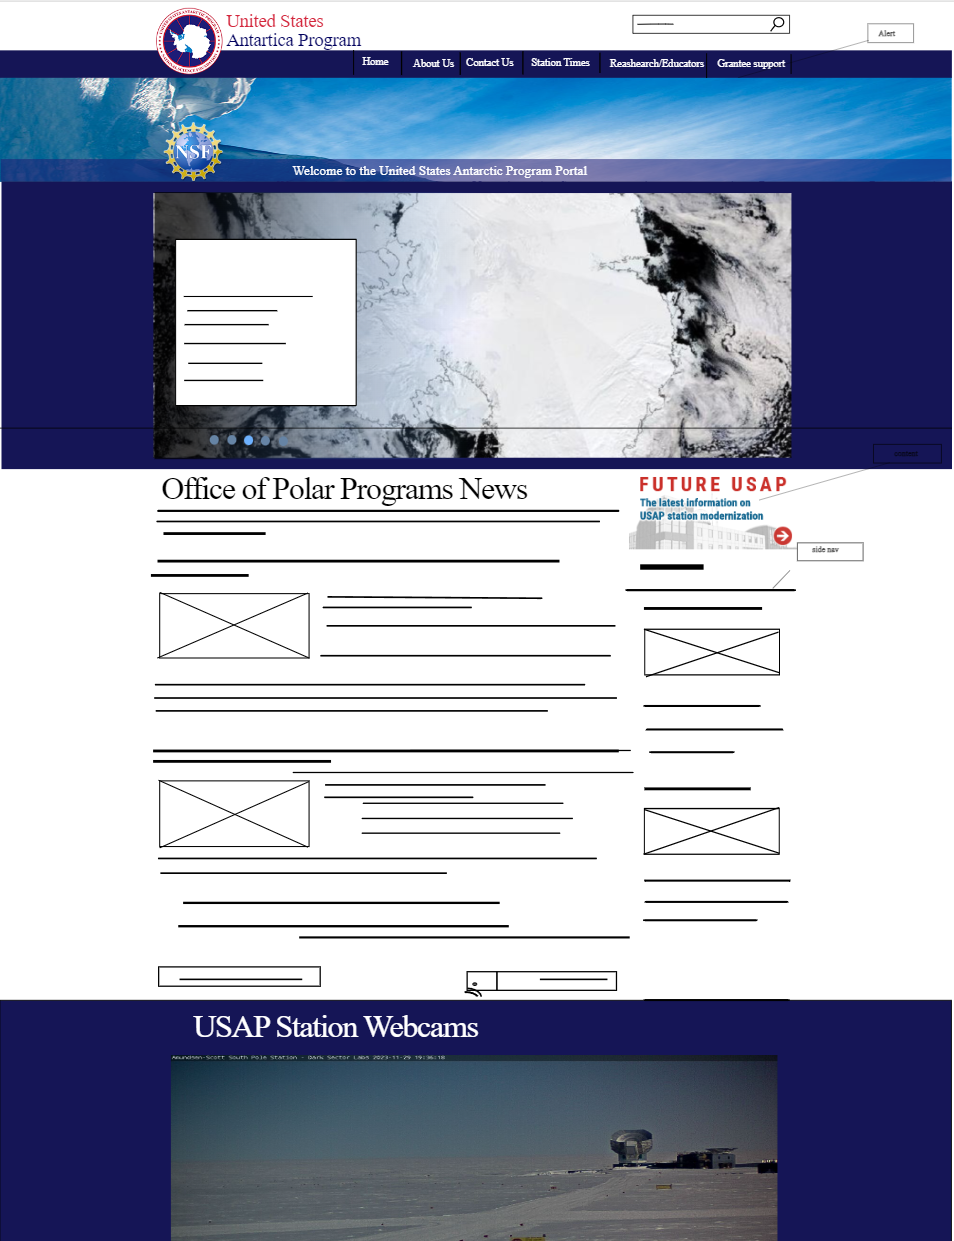 United States
Antartica Program
Alert
Home
About Us
Contact Us
Station Times
Reashearch/Educators
Grantee support
NSF
Welcome to the United States Antarctic Program Portal
Office of Polar Programs News
FUTURE USAP
The latest information on
USAP station modernization
side nav
USAP Station Webcams
Amundsen-Scott South Pole Station - Dark Sector Labs 2023-11-29 19:36:18